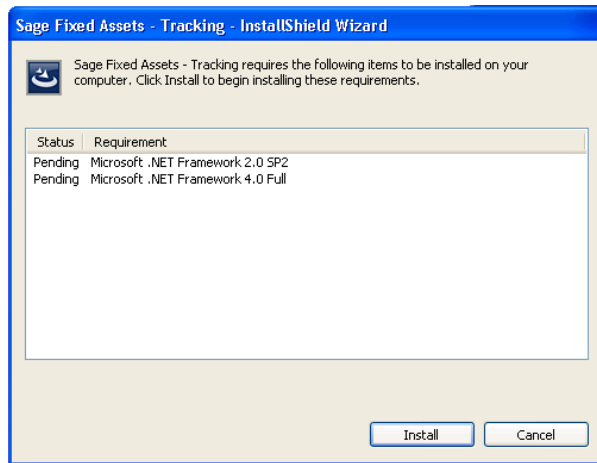 Sage Fixed Assets - Tracking - InstallShield Wizard
Sage Fixed Assets - Tracking requires the following items to be installed on your
computer. Click Install to begin installing these requirements.
Status Requirement
Pending Microsoft .NET Framework 2.0 SP2
Pending Microsoft .NET Framework 4.0 Full
Install Cancel